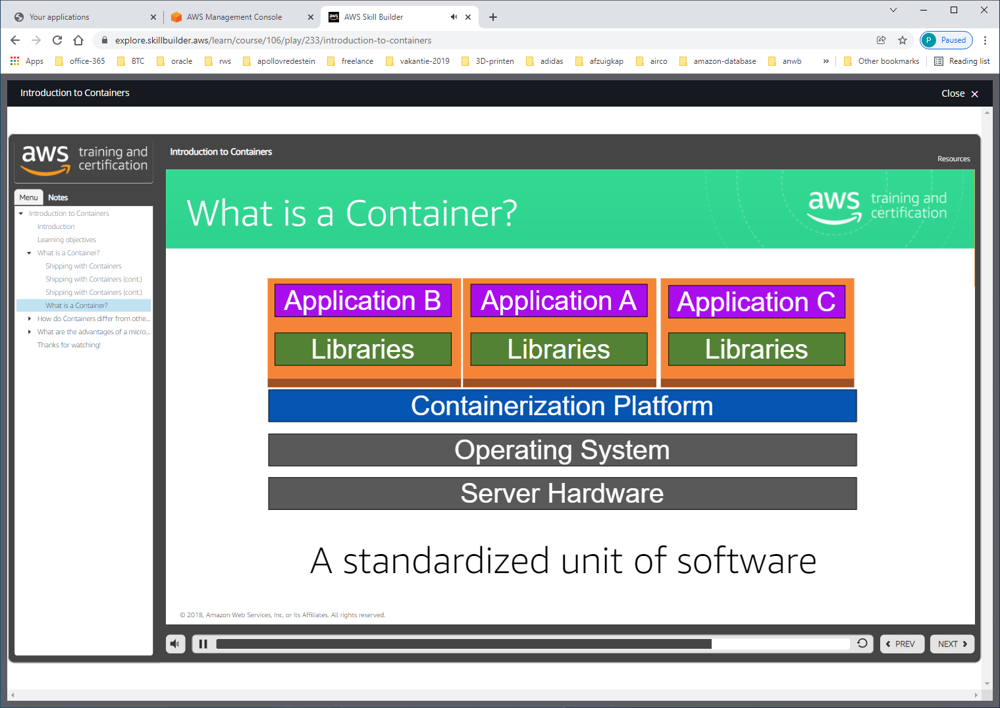 Your applications
AWS Management Console
aws
AWS Skill Builder
explore.skillbuilder.aws/learn/course/106/play/233/introduction-to-containers
P Paused
Apps
office-365
BTC
oracle
rws
apollovredestein
freelance
vakantie-2019
3D-printen
adidas
afzuigkap
airco
amazon-database
anwb
»
Other bookmarks
Reading list
Introduction to Containers
Close ×
aws training and certification
Introduction to Containers
Resources
Menu
Notes
Introduction to Containers
Introduction
Learning objectives
What is a Container?
Shipping with Containers
Shipping with Containers (cont.)
Shipping with Containers (cont.)
What is a Container?
How do Containers differ from othe...
What are the advantages of a micro...
Thanks for watching!
What is a Container?
aws training and certification
Application B
Application A
Application C
Libraries
Libraries
Libraries
Containerization Platform
Operating System
Server Hardware
A standardized unit of software
© 2018, Amazon Web Services, Inc. or its Affiliates. All rights reserved.
PREV
NEXT